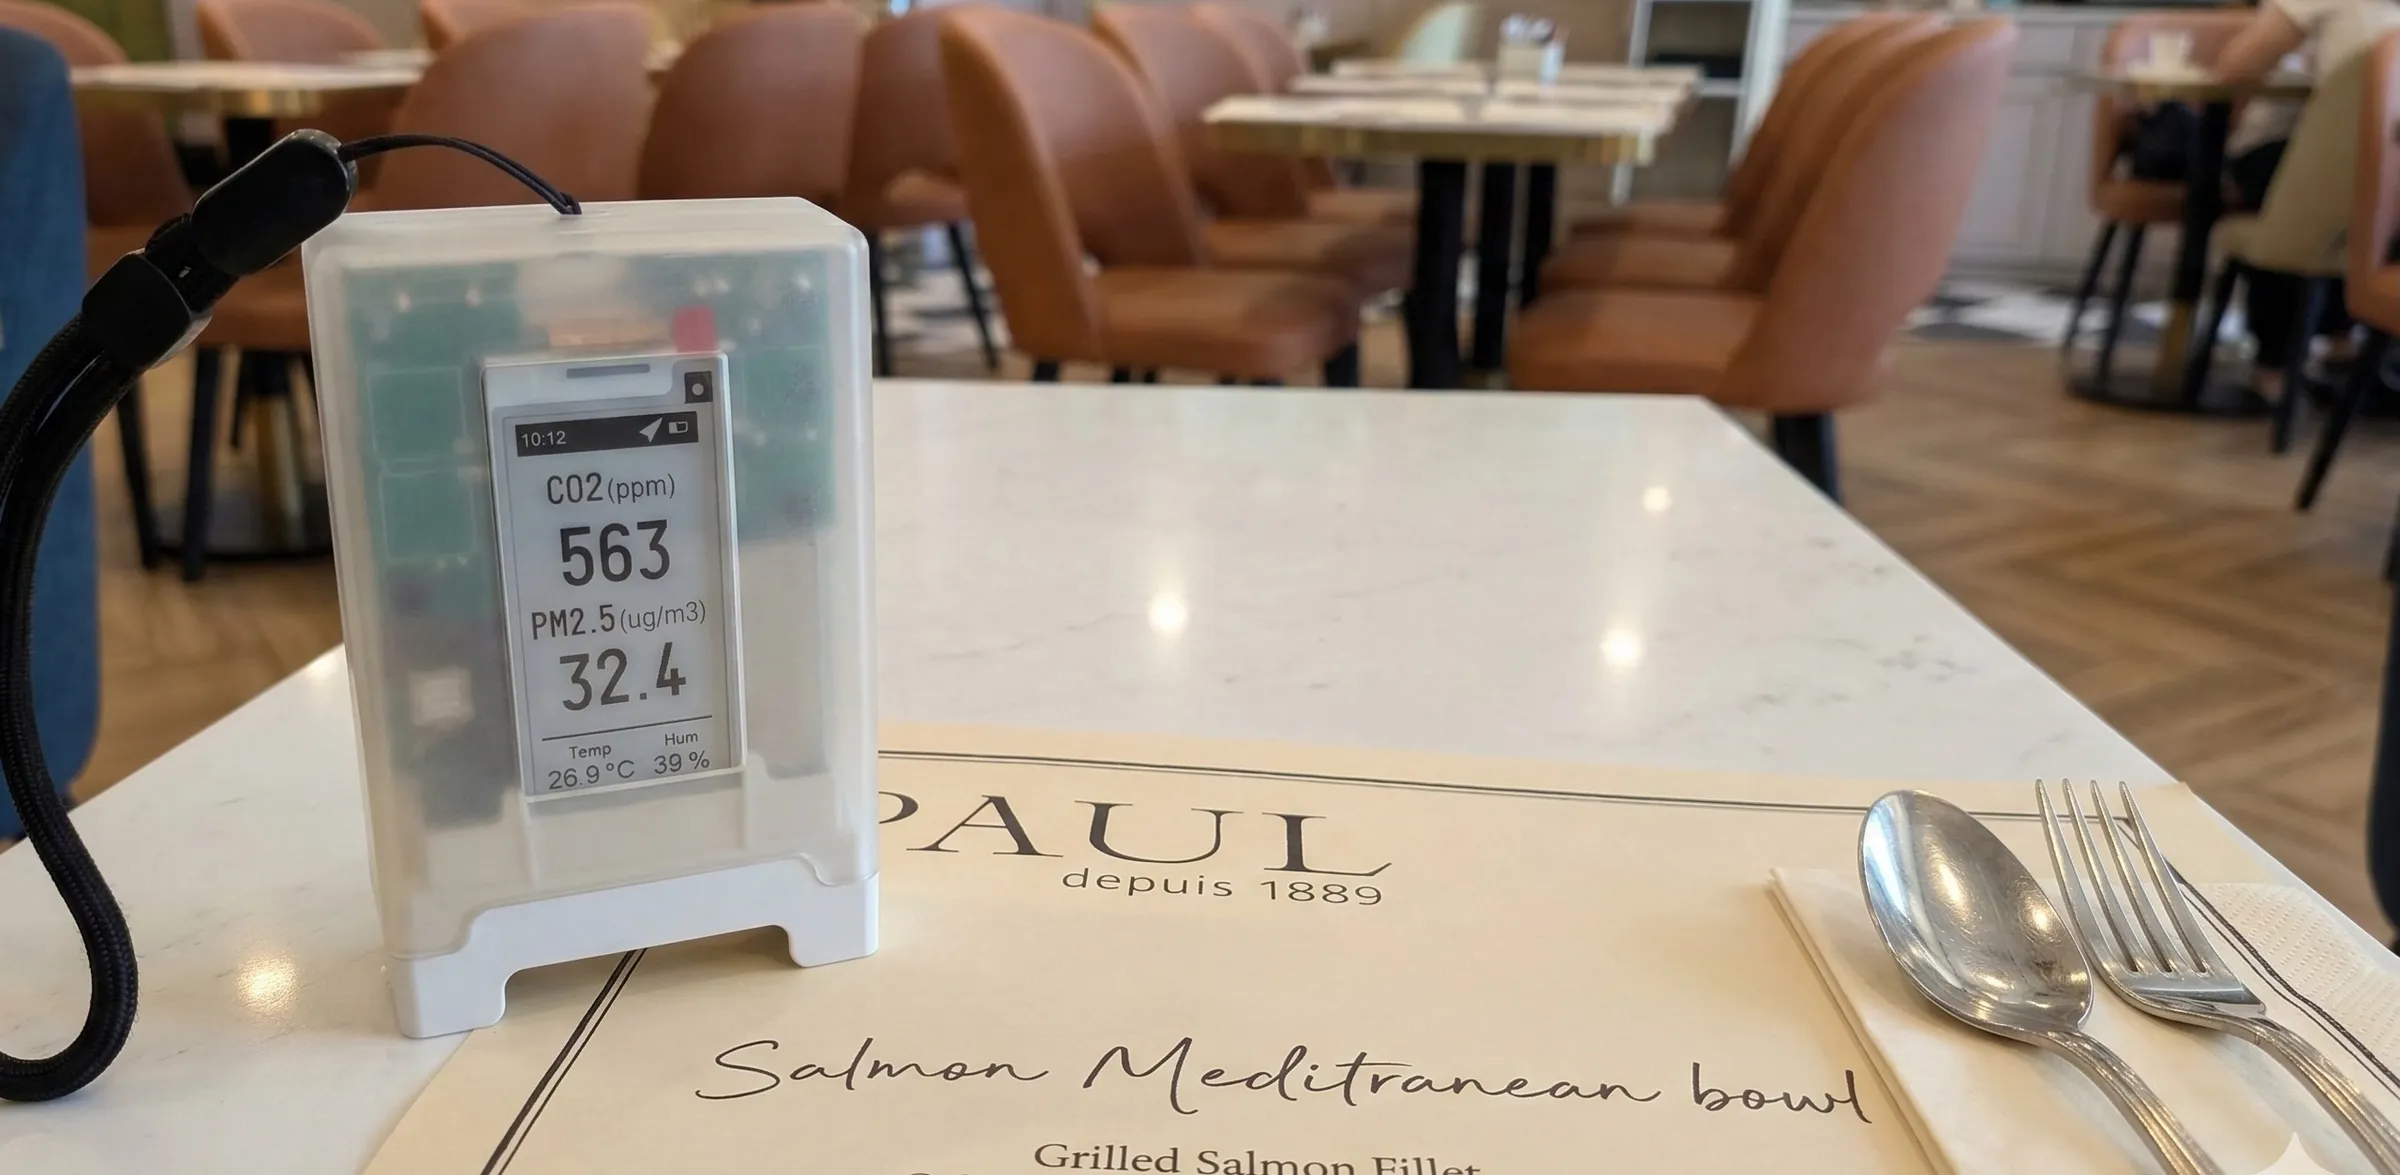 10:12
CO2(ppm)
563
PM2.5(ug/m3)
32.4
Temp Hum
26.9°C 39%
PAUL
depuis 1889
Salmon Meditranean bowl
Grilled Salmon Fillet